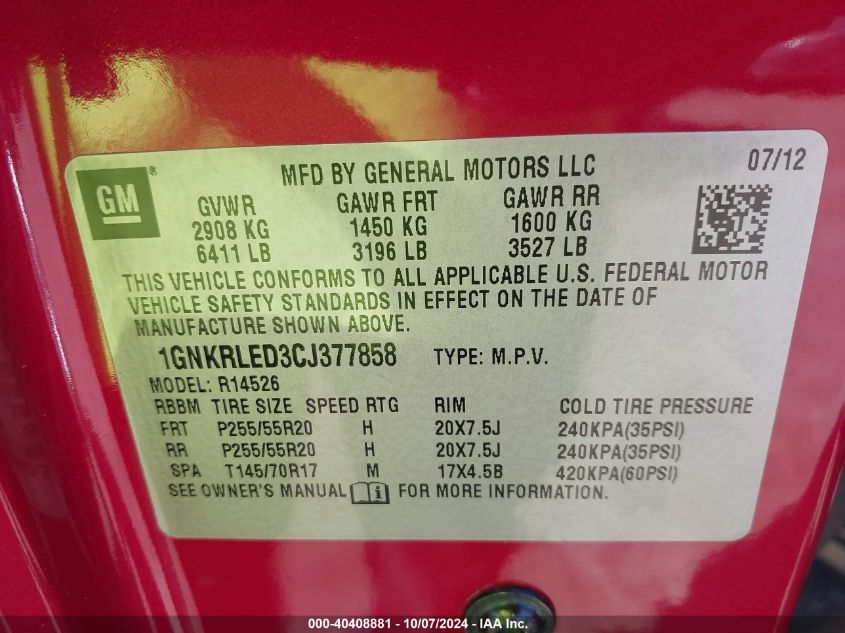 GM®
MFD BY GENERAL MOTORS LLC
07/12
GVWR GAWR FRT GAWR RR
2908 KG 1450 KG 1600 KG
6411 LB 3196 LB 3527 LB
THIS VEHICLE CONFORMS TO ALL APPLICABLE U.S. FEDERAL MOTOR
VEHICLE SAFETY STANDARDS IN EFFECT ON THE DATE OF
MANUFACTURE SHOWN ABOVE.
1GNKRLED3CJ377858 TYPE: M.P.V.
MODEL: R14526
RBBM TIRE SIZE SPEED RTG RIM COLD TIRE PRESSURE
FRT P255/55R20 H 20X7.5J 240KPA(35PSI)
RR P255/55R20 H 20X7.5J 240KPA(35PSI)
SPA T145/70R17 M 17X4.5B 420KPA(60PSI)
SEE OWNER'S MANUAL FOR MORE INFORMATION.
000-40408881 - 10/07/2024 - IAA Inc.